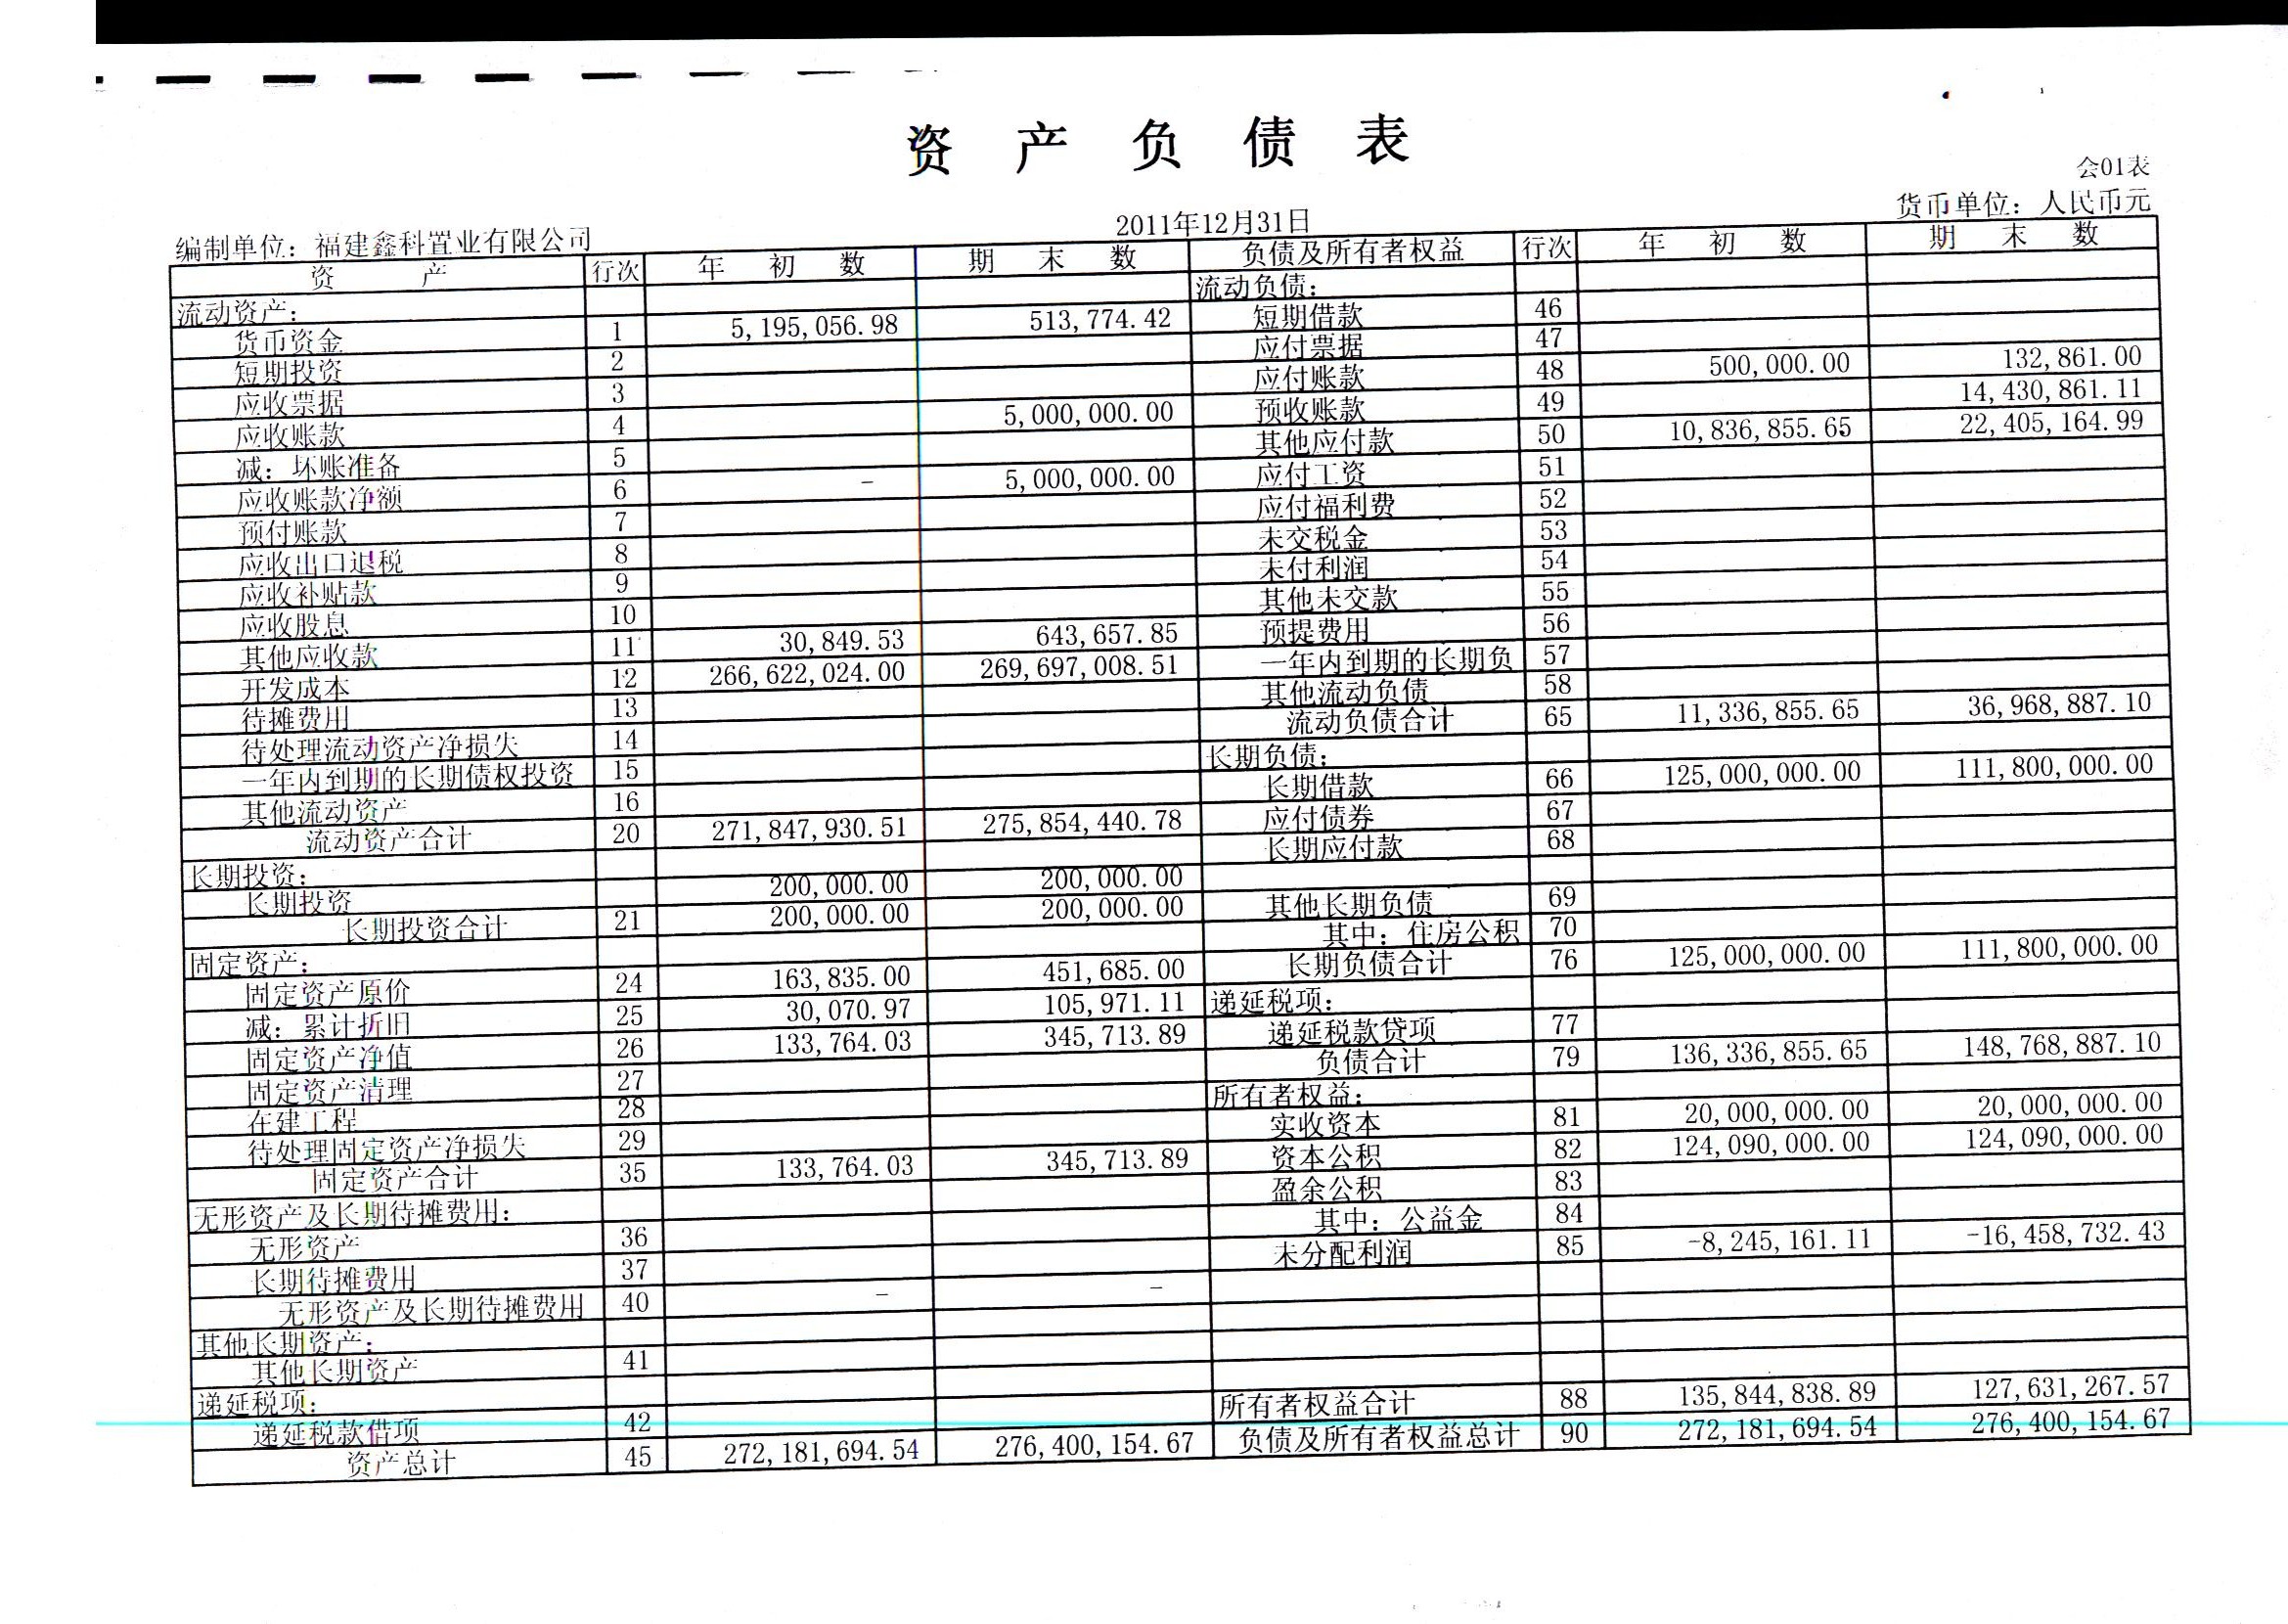 资 产 负 债 表
会01表
编制单位：福建鑫科置业有限公司 2011年12月31日 货币单位：人民币元
资 产 行次 年 初 数 期 末 数 负债及所有者权益 行次 年 初 数 期 末 数
流动资产： 流动负债：
货币资金 1 5,195,056.98 513,774.42 短期借款 46
短期投资 2 应付票据 47
应收票据 3 应付账款 48 500,000.00 132,861.00
应收账款 4 5,000,000.00 预收账款 49 14,430,861.11
减：坏账准备 5 其他应付款 50 10,836,855.65 22,405,164.99
应收账款净额 6 - 5,000,000.00 应付工资 51
预付账款 7 应付福利费 52
应收出口退税 8 未交税金 53
应收补贴款 9 未付利润 54
应收股息 10 其他未交款 55
其他应收款 11 30,849.53 643,657.85 预提费用 56
开发成本 12 266,622,024.00 269,697,008.51 一年内到期的长期负 57
待摊费用 13 其他流动负债 58
待处理流动资产净损失 14 流动负债合计 65 11,336,855.65 36,968,887.10
一年内到期的长期债权投资 15 长期负债：
其他流动资产 16 长期借款 66 125,000,000.00 111,800,000.00
流动资产合计 20 271,847,930.51 275,854,440.78 应付债券 67
长期应付款 68
长期投资：
长期投资 200,000.00 200,000.00
长期投资合计 21 200,000.00 200,000.00 其他长期负债 69
其中：住房公积 70
固定资产： 长期负债合计 76 125,000,000.00 111,800,000.00
固定资产原价 24 163,835.00 451,685.00
减：累计折旧 25 30,070.97 105,971.11 递延税项：
固定资产净值 26 133,764.03 345,713.89 递延税款贷项 77
固定资产清理 27 负债合计 79 136,336,855.65 148,768,887.10
在建工程 28 所有者权益：
待处理固定资产净损失 29 实收资本 81 20,000,000.00 20,000,000.00
固定资产合计 35 133,764.03 345,713.89 资本公积 82 124,090,000.00 124,090,000.00
无形资产及长期待摊费用： 盈余公积 83
无形资产 36 其中：公益金 84
长期待摊费用 37 未分配利润 85 -8,245,161.11 -16,458,732.43
无形资产及长期待摊费用 40 - -
其他长期资产：
其他长期资产 41
递延税项：
递延税款借项 42 所有者权益合计 88 135,844,838.89 127,631,267.57
资产总计 45 272,181,694.54 276,400,154.67 负债及所有者权益总计 90 272,181,694.54 276,400,154.67